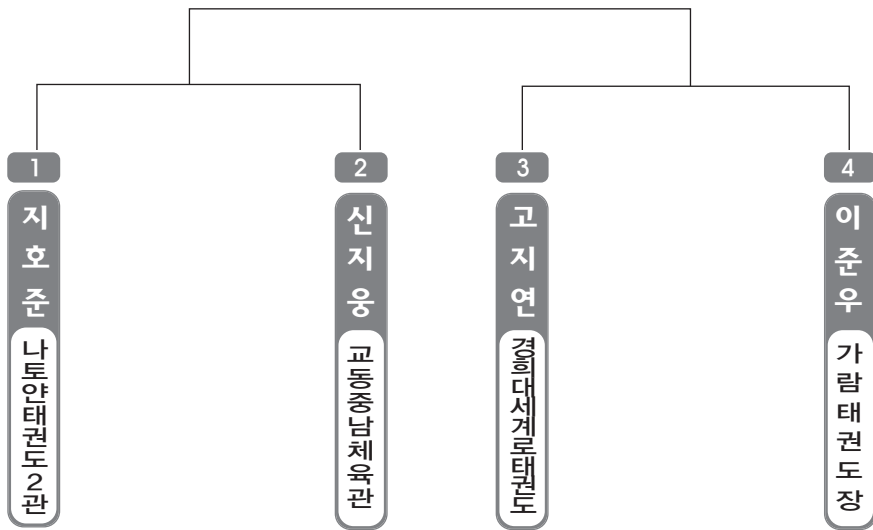 1
지호준
나토얀태권도2관
2
신지웅
교동중남체육관
3
고지연
경희대세계로태권도
4
이준우
가람태권도장